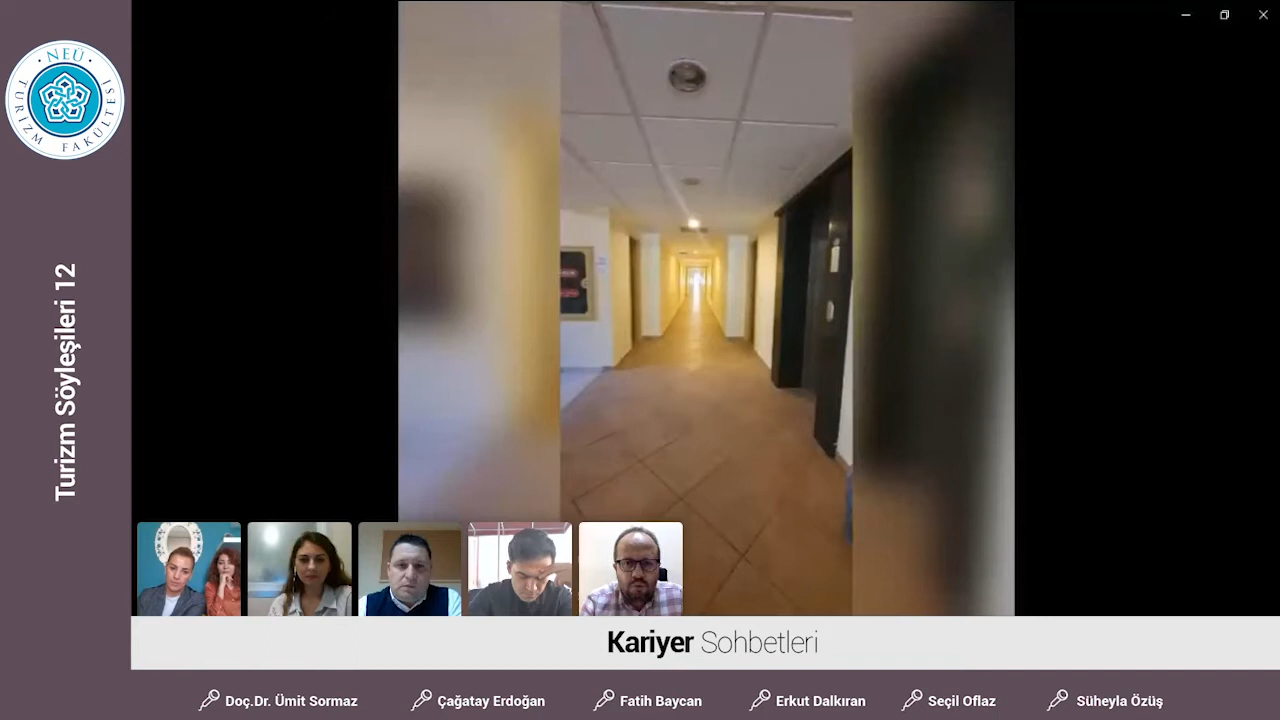 NEÜ
TURİZM FAKÜLTESİ
Turizm Söyleşileri 12
Kariyer Sohbetleri
Doç.Dr. Ümit Sormaz
Çağatay Erdoğan
Fatih Baycan
Erkut Dalkıran
Seçil Oflaz
Süheyla Özüş